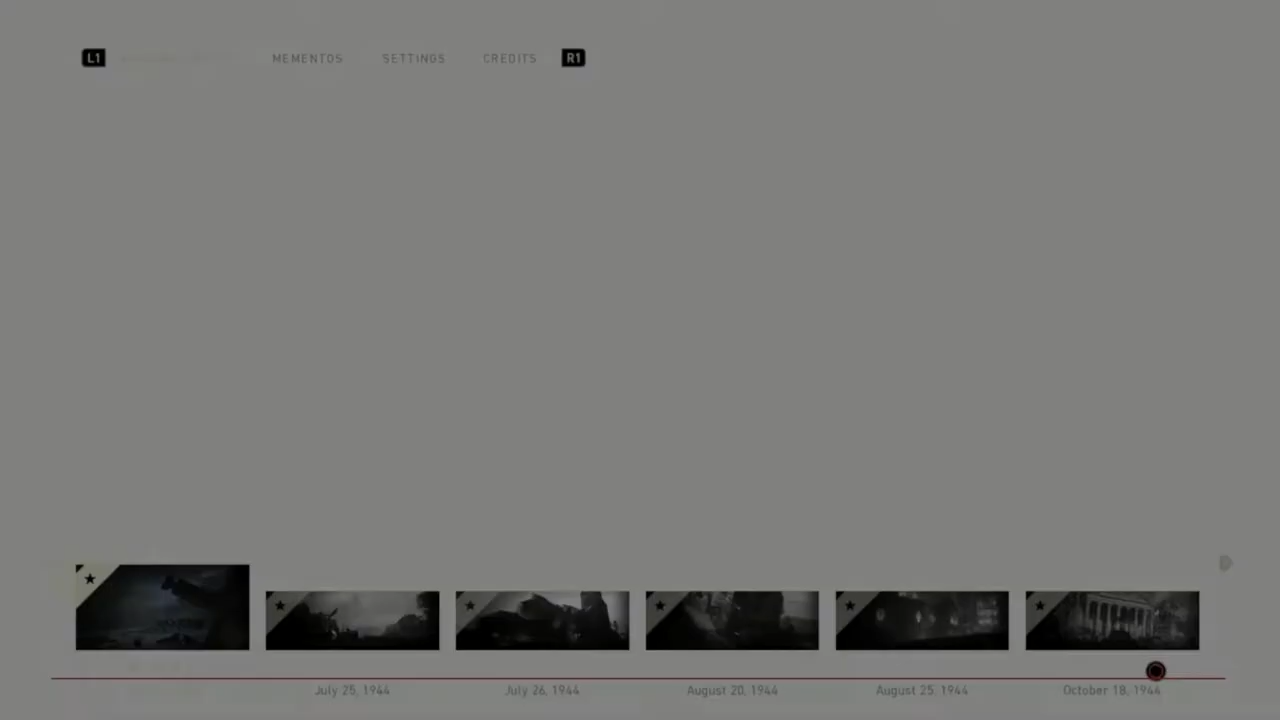 L1 MEMENTOS SETTINGS CREDITS R1
July 25, 1944 July 26, 1944 August 20, 1944 August 25, 1944 October 18, 1944